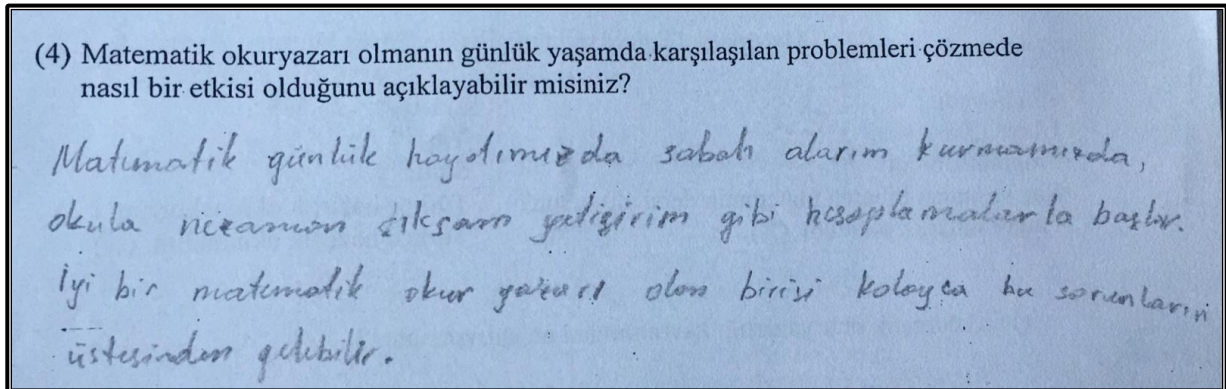 (4) Matematik okuryazarı olmanın günlük yaşamda karşılaşılan problemleri çözmede
nasıl bir etkisi olduğunu açıklayabilir misiniz?
Matematik günlük hayatımızda sabah alarım kurmamızda,
okula nezaman çıksam yetişirim gibi hesaplamalarla başlar.
İyi bir matematik okur yazarı olan birisi kolayca bu sorunların
üstesinden gelebilir.